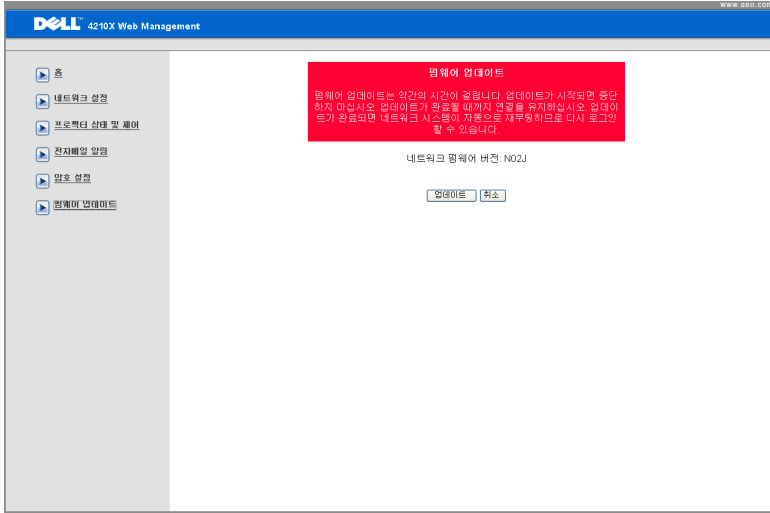 www.dell.com
DELL™ 4210X Web Management
홈
네트워크 설정
프로젝터 상태 및 제어
전자메일 알림
암호 설정
펌웨어 업데이트
펌웨어 업데이트
펌웨어 업데이트는 약간의 시간이 걸립니다. 업데이트가 시작되면 중단
하지 마십시오. 업데이트가 완료될 때까지 연결을 유지하십시오. 업데이
트가 완료되면 네트워크 시스템이 자동으로 재부팅하므로 다시 로그인
할 수 있습니다.
네트워크 펌웨어 버전: N02J
업데이트 취소